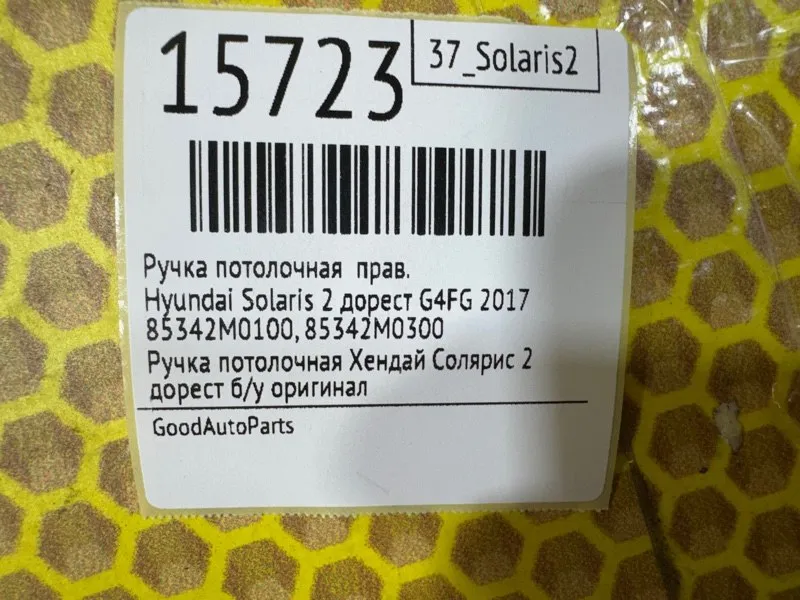 15723
37_Solaris2
Ручка потолочная прав.
Hyundai Solaris 2 дорест G4FG 2017
85342M0100, 85342M0300
Ручка потолочная Хендай Солярис 2
дорест б/у оригинал
GoodAutoParts